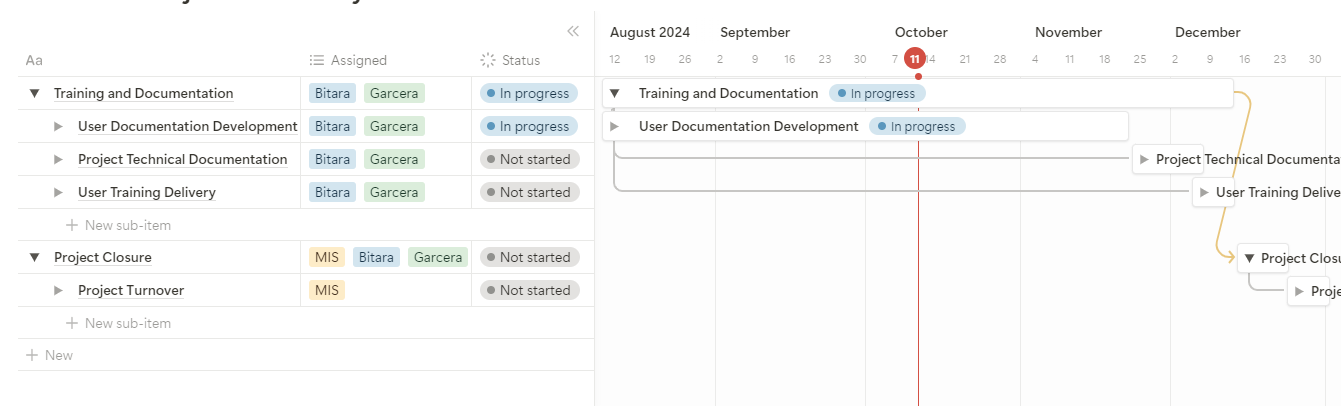 August 2024 September October November December
Aa Assigned Status 12 19 26 2 9 16 23 30 7 11 14 21 28 4 11 18 25 2 9 16 23 30
Training and Documentation Bitara Garcera In progress Training and Documentation In progress
User Documentation Development Bitara Garcera In progress User Documentation Development In progress
Project Technical Documentation Bitara Garcera Not started Project Technical Documenta
User Training Delivery Bitara Garcera Not started User Training Delive
New sub-item
Project Closure MIS Bitara Garcera Not started Project Closu
Project Turnover MIS Not started Proje
New sub-item
New